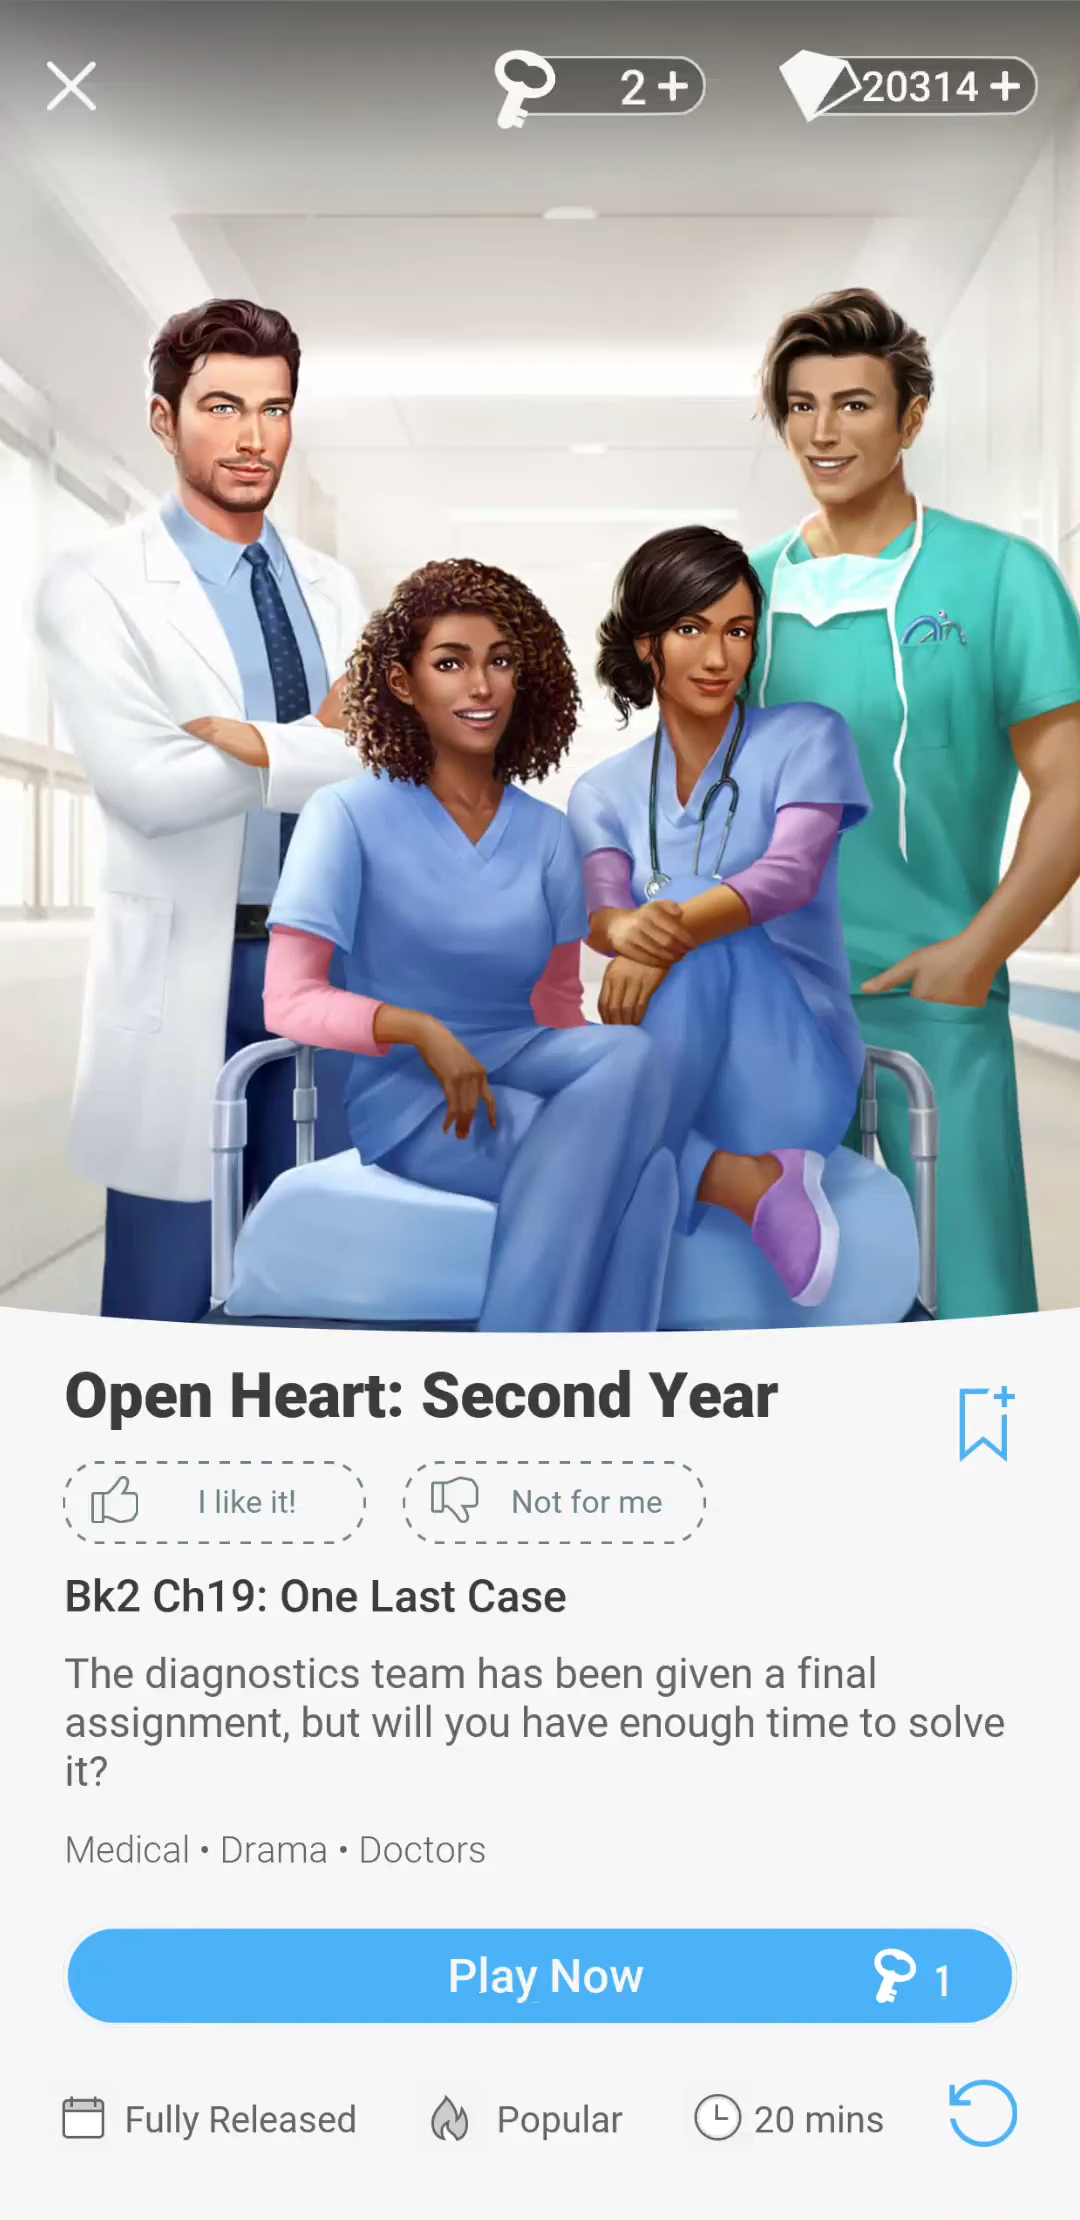 2 +
20314 +
Open Heart: Second Year
I like it!
Not for me
Bk2 Ch19: One Last Case
The diagnostics team has been given a final
assignment, but will you have enough time to solve
it?
Medical • Drama • Doctors
Play Now
1
Fully Released
Popular
20 mins